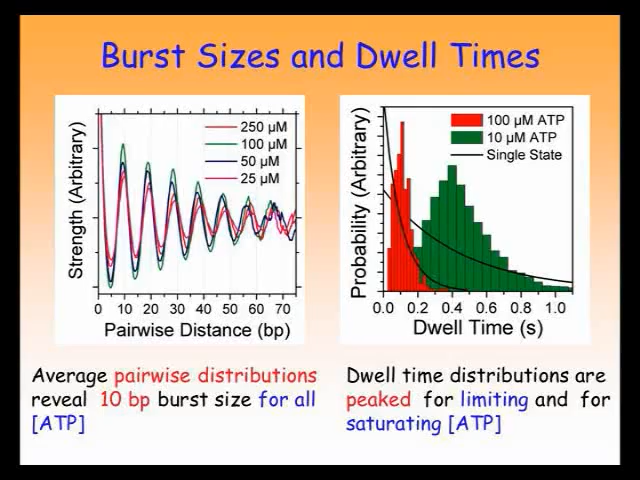 Burst Sizes and Dwell Times
Strength (Arbitrary)
250 µM
100 µM
50 µM
25 µM
0 10 20 30 40 50 60 70
Pairwise Distance (bp)
Probability (Arbitrary)
100 µM ATP
10 µM ATP
Single State
0.0 0.2 0.4 0.6 0.8 1.0
Dwell Time (s)
Average pairwise distributions
reveal 10 bp burst size for all
[ATP]
Dwell time distributions are
peaked for limiting and for
saturating [ATP]